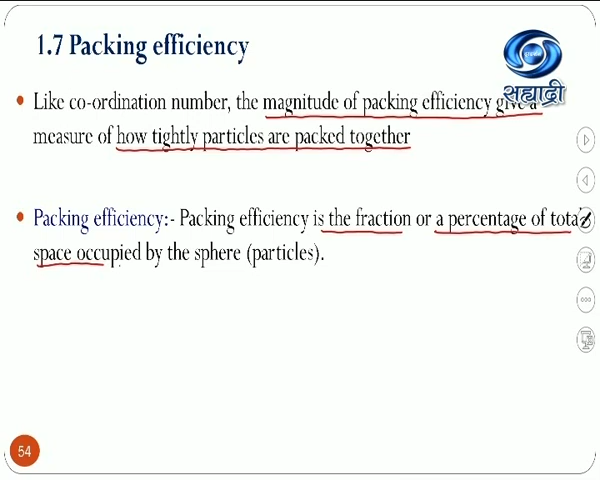 1.7 Packing efficiency
सह्याद्री
Like co-ordination number, the magnitude of packing efficiency give a
measure of how tightly particles are packed together
Packing efficiency:- Packing efficiency is the fraction or a percentage of total
space occupied by the sphere (particles).
54